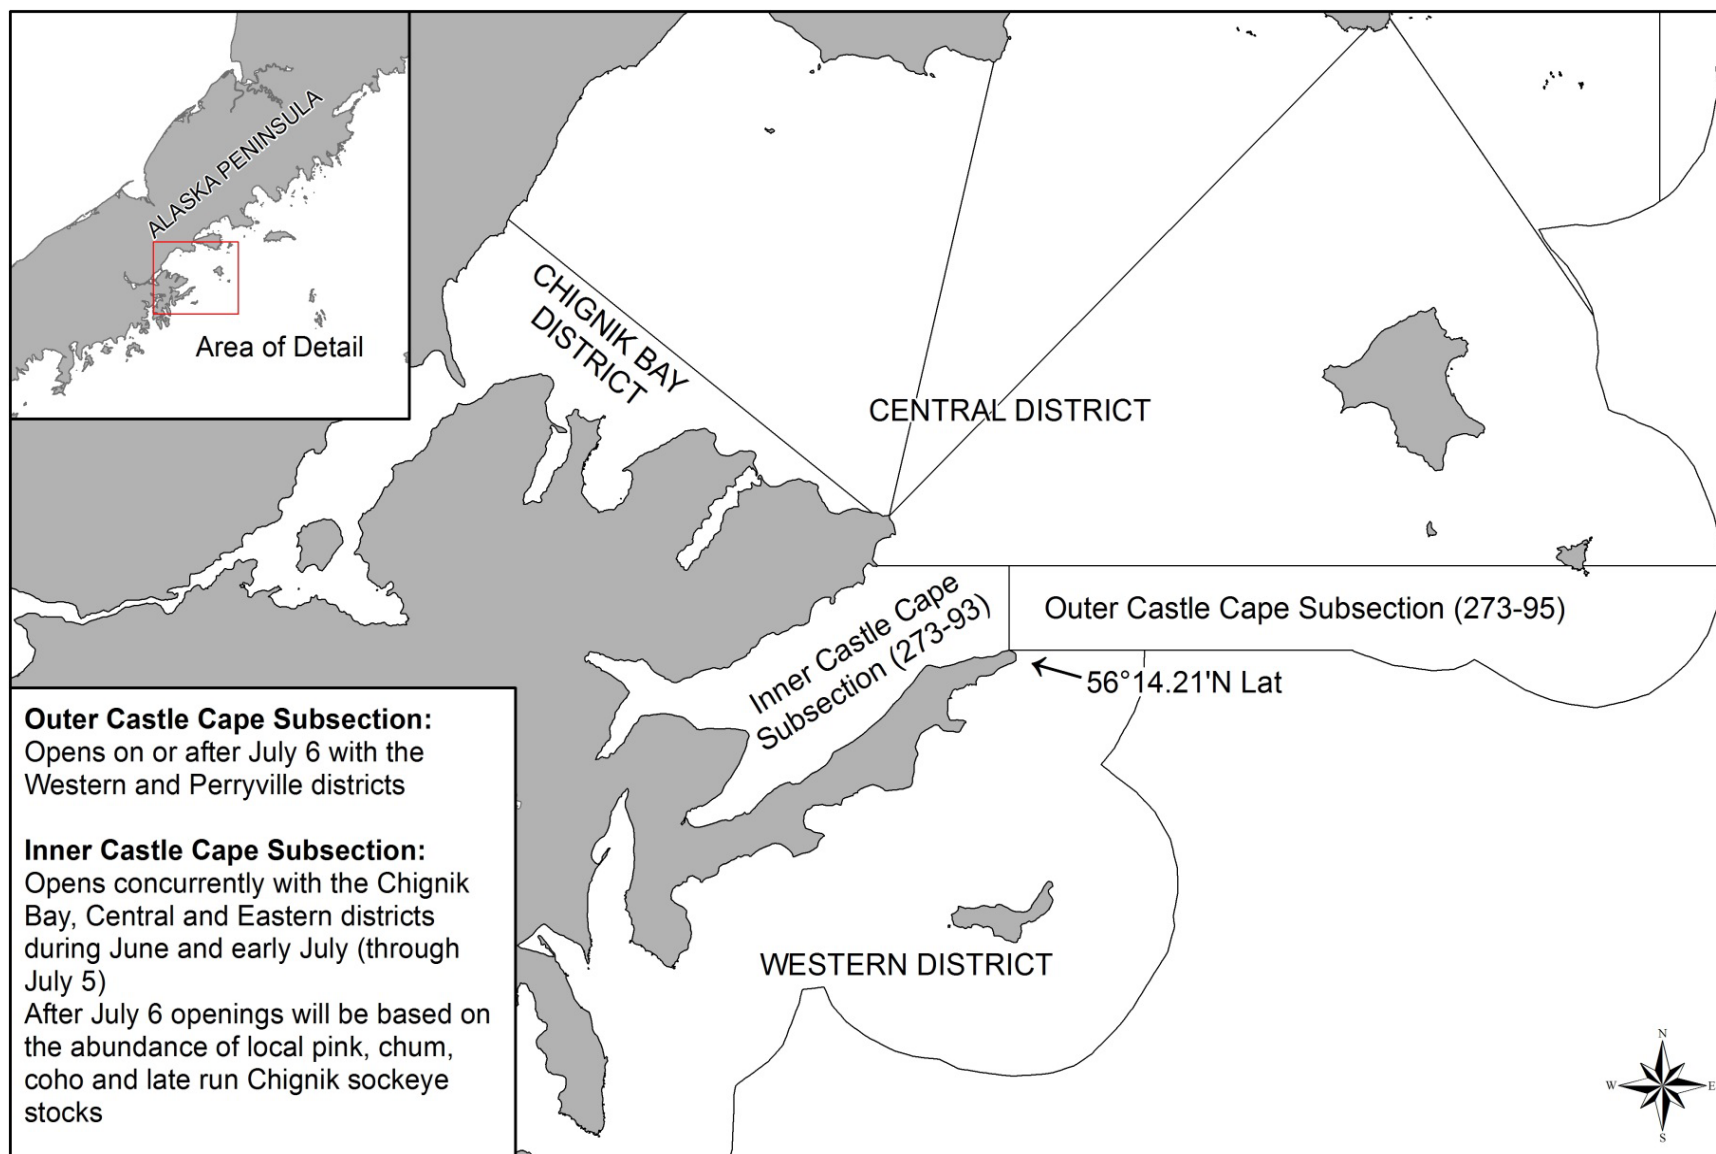 ALASKA PENINSULA
Area of Detail
CHIGNIK BAY
DISTRICT
CENTRAL DISTRICT
Inner Castle Cape
Subsection (273-93)
Outer Castle Cape Subsection (273-95)
56°14.21'N Lat
WESTERN DISTRICT
Outer Castle Cape Subsection:
Opens on or after July 6 with the
Western and Perryville districts
Inner Castle Cape Subsection:
Opens concurrently with the Chignik
Bay, Central and Eastern districts
during June and early July (through
July 5)
After July 6 openings will be based on
the abundance of local pink, chum,
coho and late run Chignik sockeye
stocks
N
W
E
S